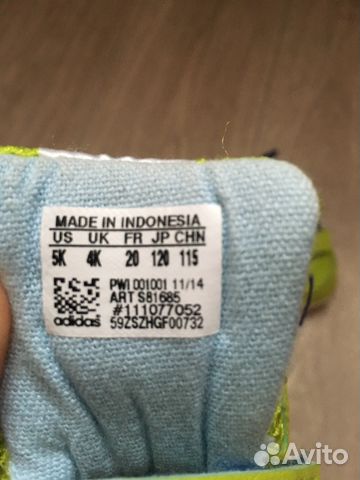 MADE IN INDONESIA
US UK FR JP CHN
5K 4K 20 120 115
PWI 001001 11/14
ART S81685
#111077052
adidas 59ZSZHGF00732
Avito